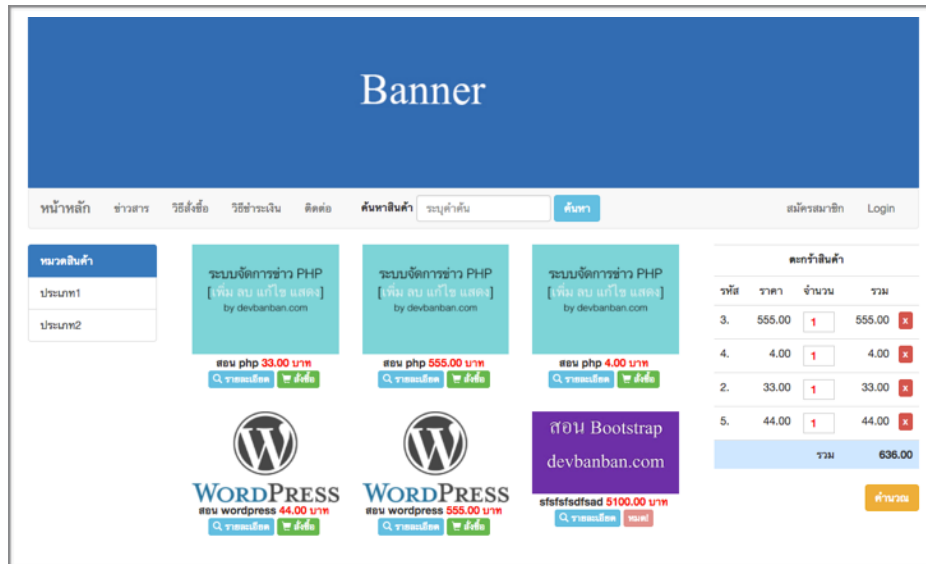 Banner
หน้าหลัก ข่าวสาร วิธีสั่งซื้อ วิธีชำระเงิน ติดต่อ ค้นหาสินค้า ระบุคำค้น ค้นหา สมัครสมาชิก Login
หมวดสินค้า
ประเภท1
ประเภท2
ระบบจัดการข่าว PHP
[เพิ่ม ลบ แก้ไข แสดง]
by devbanban.com
สอน php 33.00 บาท
รายละเอียด สั่งซื้อ
ระบบจัดการข่าว PHP
[เพิ่ม ลบ แก้ไข แสดง]
by devbanban.com
สอน php 555.00 บาท
รายละเอียด สั่งซื้อ
ระบบจัดการข่าว PHP
[เพิ่ม ลบ แก้ไข แสดง]
by devbanban.com
สอน php 4.00 บาท
รายละเอียด สั่งซื้อ
WORDPRESS
สอน wordpress 44.00 บาท
รายละเอียด สั่งซื้อ
WORDPRESS
สอน wordpress 555.00 บาท
รายละเอียด สั่งซื้อ
สอน Bootstrap
devbanban.com
sfsfsfsdfsad 5100.00 บาท
รายละเอียด หมด!
ตะกร้าสินค้า
รหัส ราคา จำนวน รวม
3. 555.00 1 555.00 x
4. 4.00 1 4.00 x
2. 33.00 1 33.00 x
5. 44.00 1 44.00 x
รวม 636.00
คำนวณ